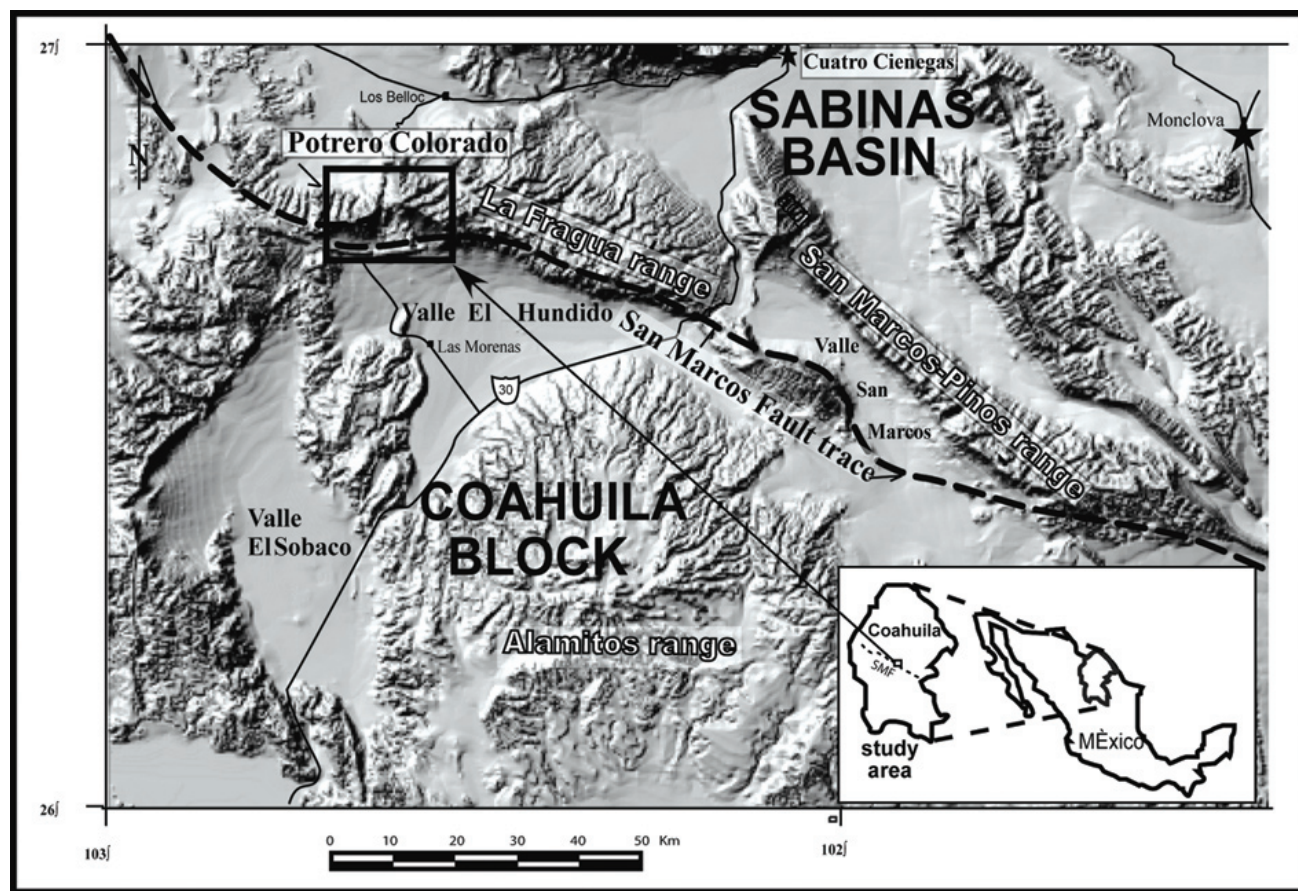 27∫
Cuatro Cienegas
Los Belloc
SABINAS
BASIN
Monclova
Potrero Colorado
N
La Fragua range
San Marcos-Pinos range
Valle El Hundido
San Marcos Fault trace
Valle
San
Marcos
Las Morenas
30
COAHUILA
BLOCK
Valle
ElSobaco
Alamitos range
Coahuila
SMF
MÈxico
study
area
26∫
103∫
102∫
0 10 20 30 40 50 Km